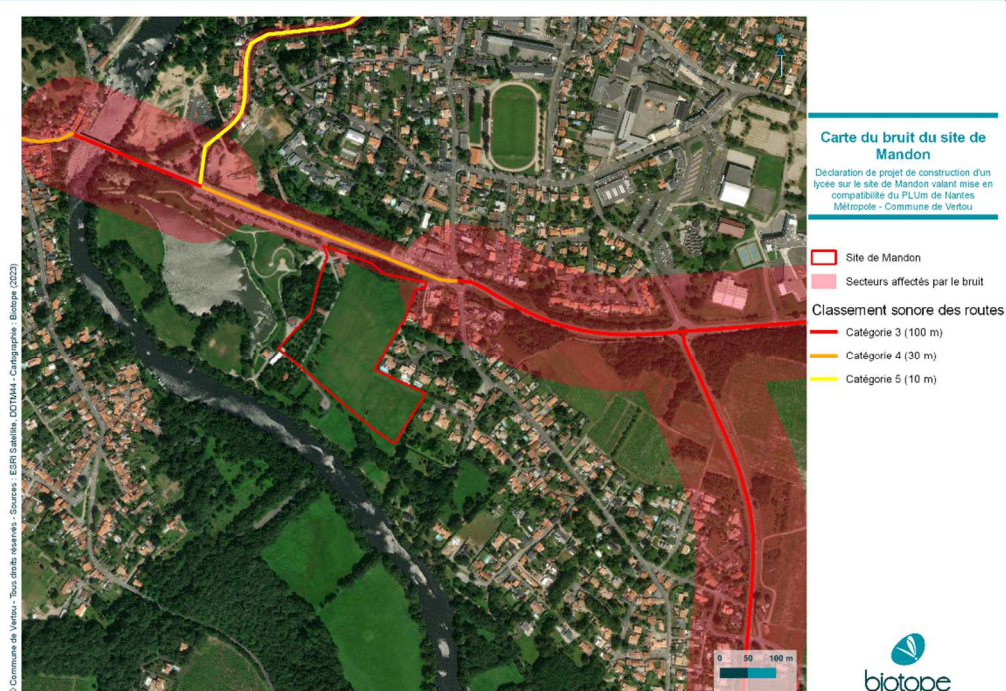 Carte du bruit du site de
Mandon
Déclaration de projet de construction d'un
lycée sur le site de Mandon valant mise en
compatibilité du PLUm de Nantes
Métropole - Commune de Vertou
Site de Mandon
Secteurs affectés par le bruit
Classement sonore des routes
Catégorie 3 (100 m)
Catégorie 4 (30 m)
Catégorie 5 (10 m)
0 50 100 m
biotope
© Commune de Vertou - Tous droits réservés - Sources : ESRI Satellite, DDTM44 - Cartographie : Biotope (2023)